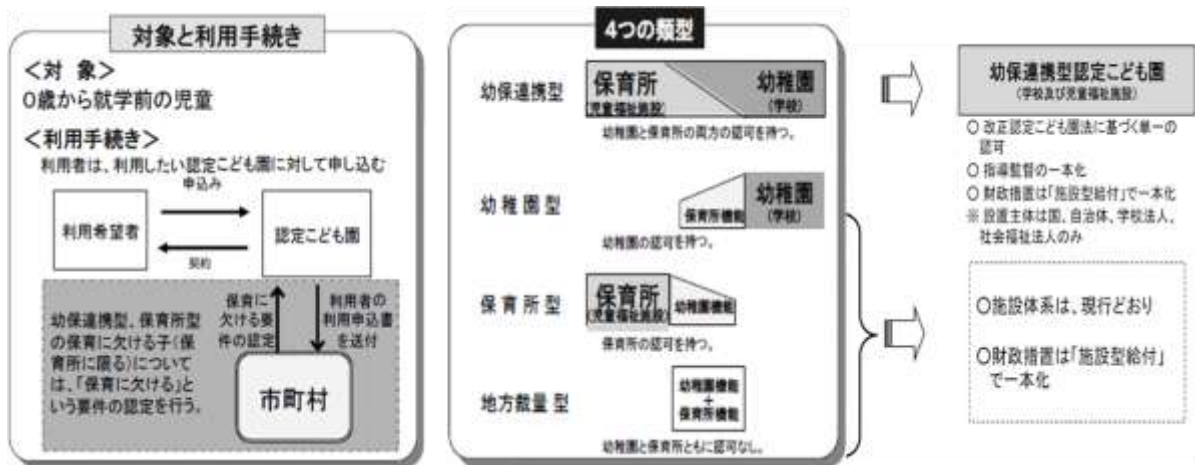 対象と利用手続き
＜対 象＞
0歳から就学前の児童
＜利用手続き＞
利用者は、利用したい認定こども園に対して申し込む
申込み
利用希望者
認定こども園
契約
幼保連携型、保育所型
の保育に欠ける子(保
育所に限る)について
は、「保育に欠ける」と
いう要件の認定を行う。
保育に
欠ける要
件の認定
利用者の
利用申込書
を送付
市町村
4つの類型
幼保連携型
保育所
(児童福祉施設)
幼稚園
(学校)
幼稚園と保育所の両方の認可を持つ。
幼稚園型
保育所機能
幼稚園
(学校)
幼稚園の認可を持つ。
保育所型
保育所
(児童福祉施設)
幼稚園機能
保育所の認可を持つ。
地方裁量型
幼稚園機能
＋
保育所機能
幼稚園と保育所ともに認可なし。
幼保連携型認定こども園
(学校及び児童福祉施設)
○ 改正認定こども園法に基づく単一の
認可
○ 指導監督の一本化
○ 財政措置は「施設型給付」で一本化
※ 設置主体は国、自治体、学校法人、
社会福祉法人のみ
○施設体系は、現行どおり
○財政措置は「施設型給付」
で一本化